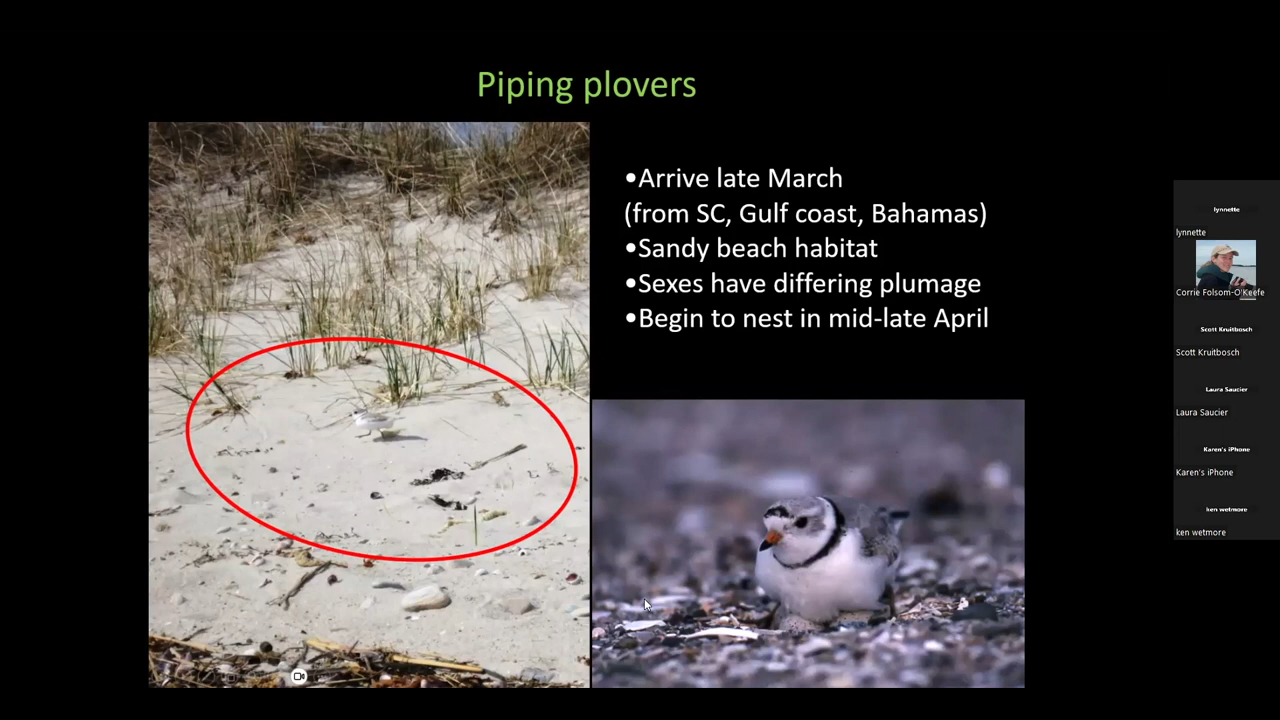 Piping plovers
•Arrive late March
(from SC, Gulf coast, Bahamas)
•Sandy beach habitat
•Sexes have differing plumage
•Begin to nest in mid-late April
lynnette
lynnette
Corrie Folsom-O'Keefe
Scott Kruitbosch
Scott Kruitbosch
Laura Saucier
Laura Saucier
Karen's iPhone
Karen's iPhone
ken wetmore
ken wetmore